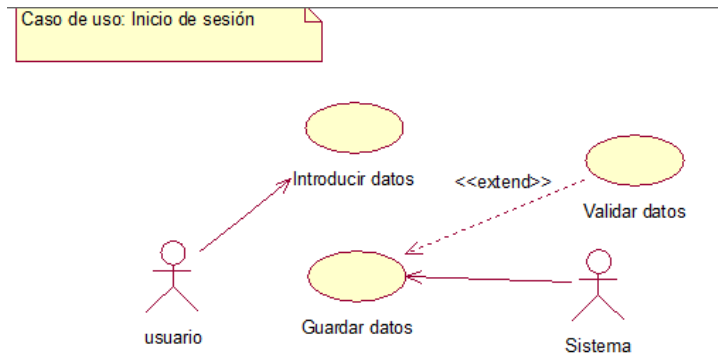 Caso de uso: Inicio de sesión
Introducir datos
<<extend>>
Validar datos
usuario
Guardar datos
Sistema